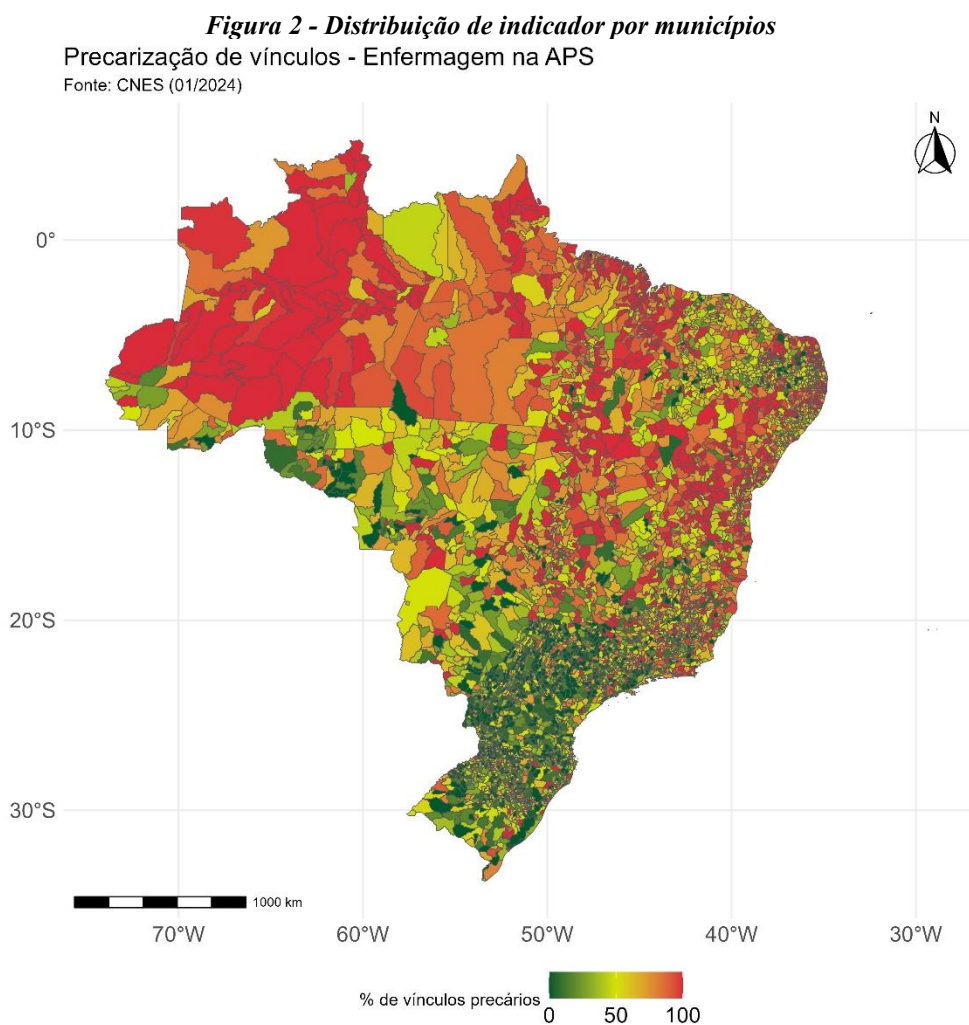 Figura 2 - Distribuição de indicador por municípios
Precarização de vínculos - Enfermagem na APS
Fonte: CNES (01/2024)
N
0°
10°S
20°S
30°S
1000 km
70°W
60°W
50°W
40°W
30°W
% de vínculos precários
0
50
100